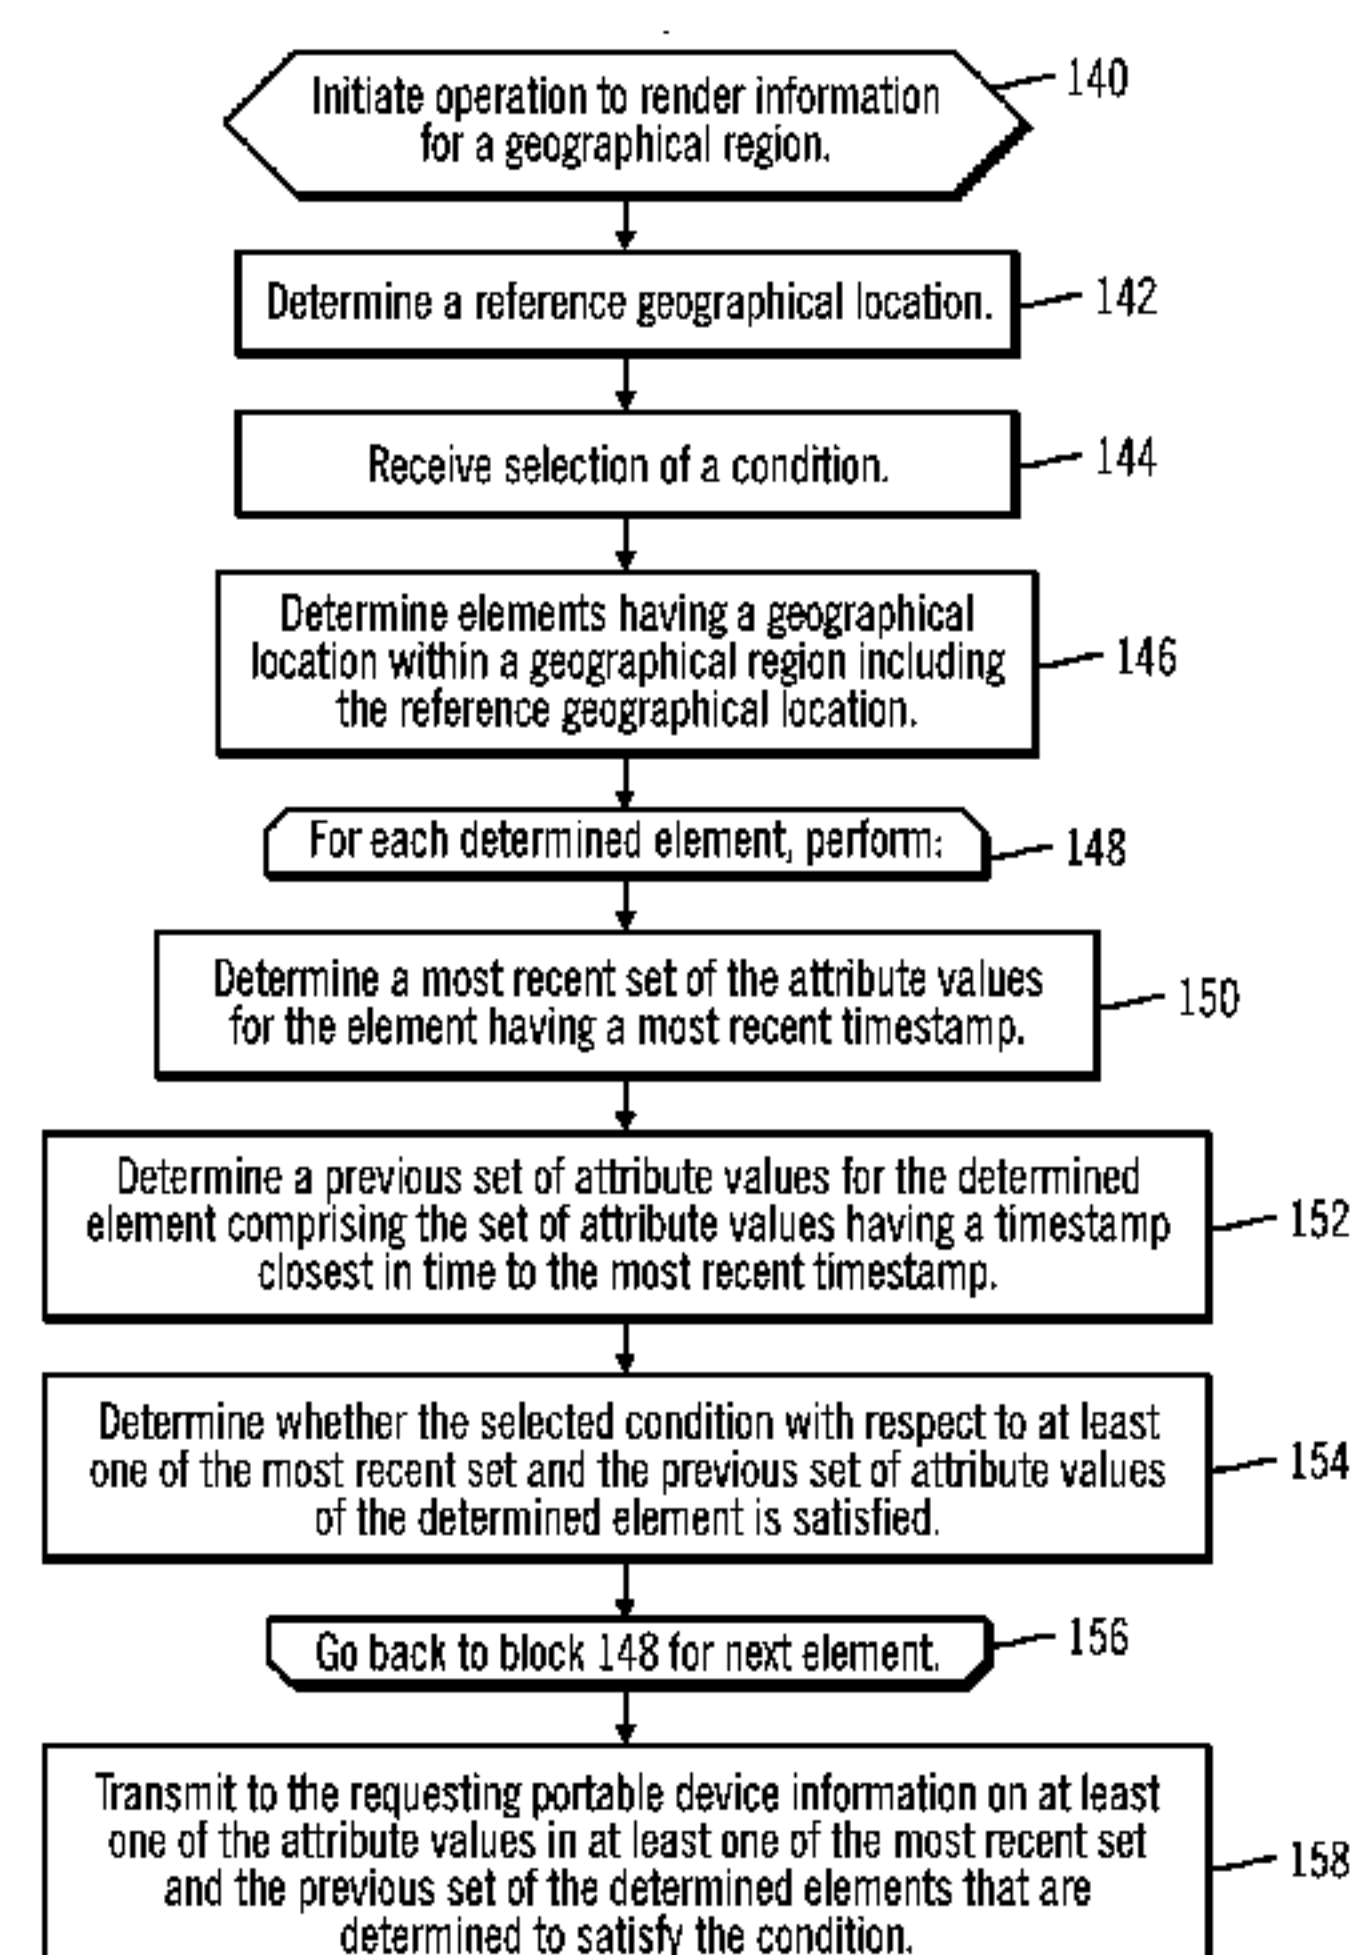 Initiate operation to render information
for a geographical region.
140
Determine a reference geographical location.
142
Receive selection of a condition.
144
Determine elements having a geographical
location within a geographical region including
the reference geographical location.
146
For each determined element, perform:
148
Determine a most recent set of the attribute values
for the element having a most recent timestamp.
150
Determine a previous set of attribute values for the determined
element comprising the set of attribute values having a timestamp
closest in time to the most recent timestamp.
152
Determine whether the selected condition with respect to at least
one of the most recent set and the previous set of attribute values
of the determined element is satisfied.
154
Go back to block 148 for next element.
156
Transmit to the requesting portable device information on at least
one of the attribute values in at least one of the most recent set
and the previous set of the determined elements that are
determined to satisfy the condition.
158